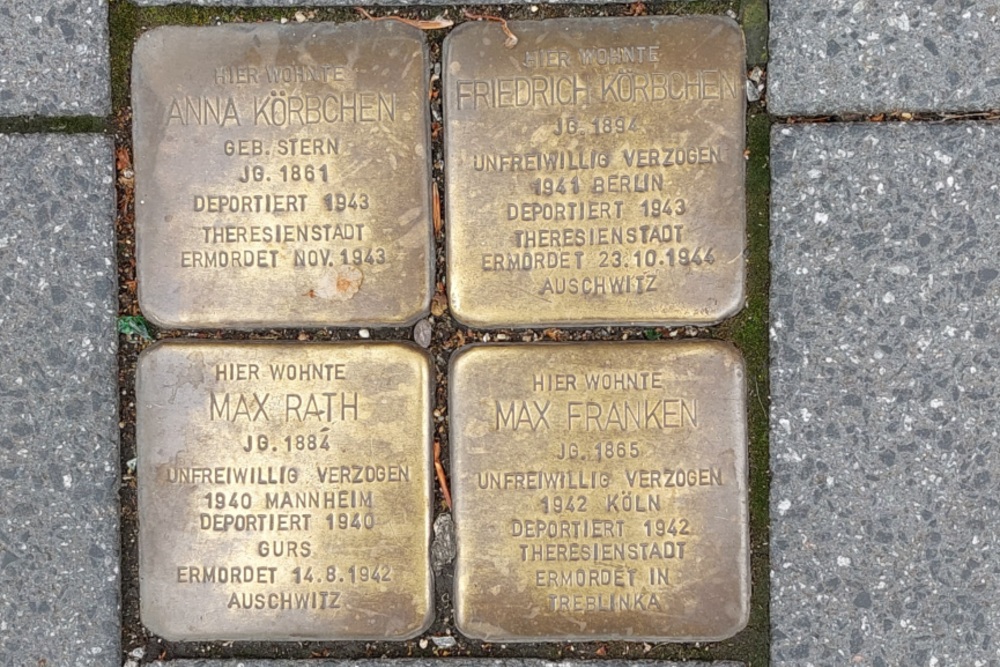 HIER WOHNTE
ANNA KÖRBCHEN
GEB. STERN
JG. 1861
DEPORTIERT 1943
THERESIENSTADT
ERMORDET NOV. 1943
HIER WOHNTE
FRIEDRICH KÖRBCHEN
JG. 1894
UNFREIWILLIG VERZOGEN
1941 BERLIN
DEPORTIERT 1943
THERESIENSTADT
ERMORDET 23.10.1944
AUSCHWITZ
HIER WOHNTE
MAX RATH
JG. 1884
UNFREIWILLIG VERZOGEN
1940 MANNHEIM
DEPORTIERT 1940
GURS
ERMORDET 14.8.1942
AUSCHWITZ
HIER WOHNTE
MAX FRANKEN
JG. 1865
UNFREIWILLIG VERZOGEN
1942 KÖLN
DEPORTIERT 1942
THERESIENSTADT
ERMORDET IN
TREBLINKA